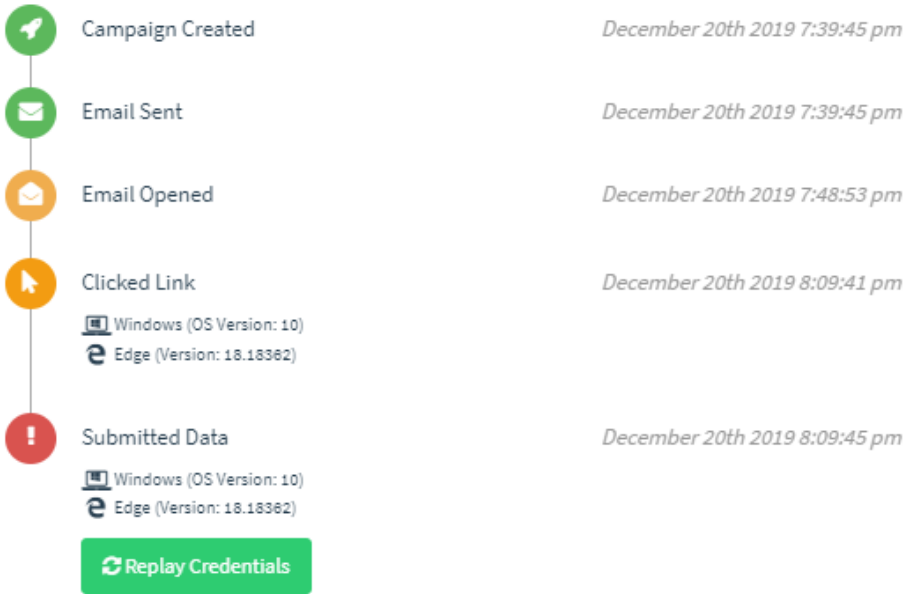 Campaign Created December 20th 2019 7:39:45 pm
Email Sent December 20th 2019 7:39:45 pm
Email Opened December 20th 2019 7:48:53 pm
Clicked Link December 20th 2019 8:09:41 pm
Windows (OS Version: 10)
Edge (Version: 18.18362)
Submitted Data December 20th 2019 8:09:45 pm
Windows (OS Version: 10)
Edge (Version: 18.18362)
Replay Credentials